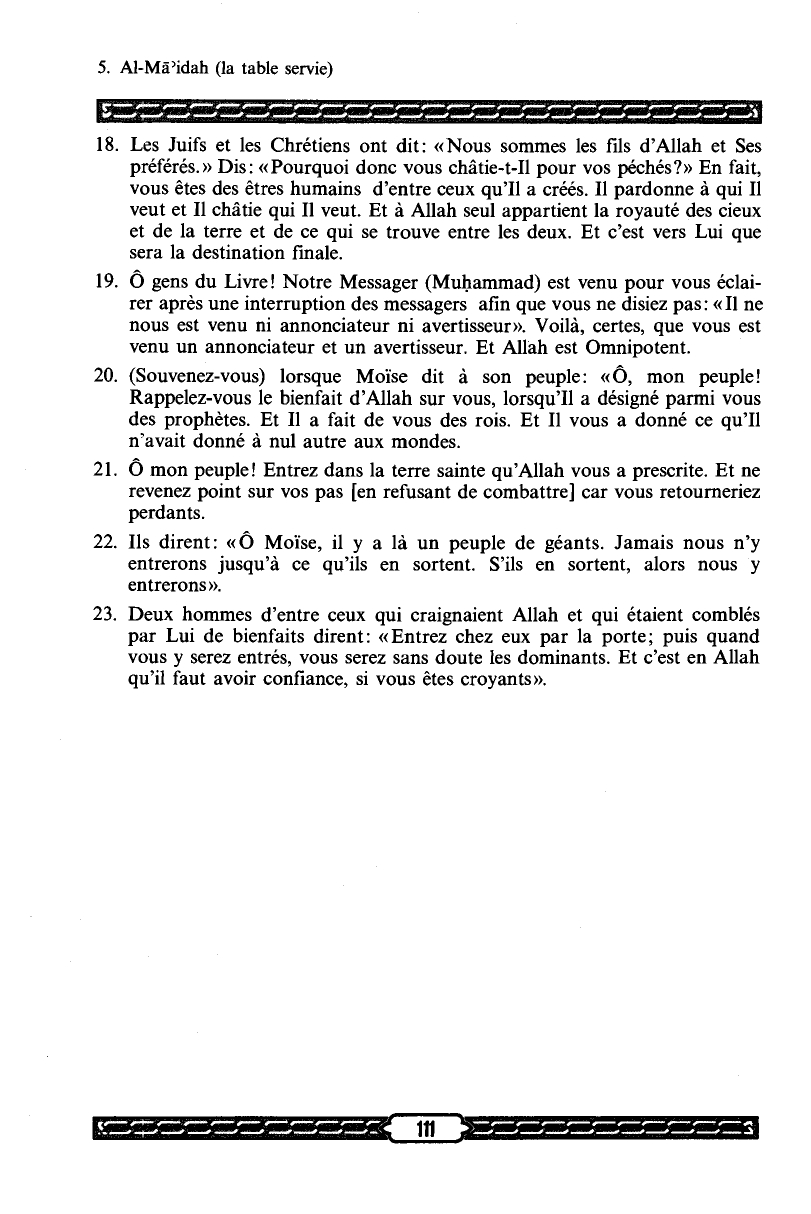 5. Al-Mā’idah (la table servie)
18. Les Juifs et les Chrétiens ont dit: «Nous sommes les fils d’Allah et Ses
préférés.» Dis: «Pourquoi donc vous châtie-t-Il pour vos péchés?» En fait,
vous êtes des êtres humains d’entre ceux qu’Il a créés. Il pardonne à qui Il
veut et Il châtie qui Il veut. Et à Allah seul appartient la royauté des cieux
et de la terre et de ce qui se trouve entre les deux. Et c’est vers Lui que
sera la destination finale.
19. Ô gens du Livre! Notre Messager (Muḥammad) est venu pour vous éclai-
rer après une interruption des messagers afin que vous ne disiez pas: «Il ne
nous est venu ni annonciateur ni avertisseur». Voilà, certes, que vous est
venu un annonciateur et un avertisseur. Et Allah est Omnipotent.
20. (Souvenez-vous) lorsque Moïse dit à son peuple: «Ô, mon peuple!
Rappelez-vous le bienfait d’Allah sur vous, lorsqu’Il a désigné parmi vous
des prophètes. Et Il a fait de vous des rois. Et Il vous a donné ce qu’Il
n’avait donné à nul autre aux mondes.
21. Ô mon peuple! Entrez dans la terre sainte qu’Allah vous a prescrite. Et ne
revenez point sur vos pas [en refusant de combattre] car vous retourneriez
perdants.
22. Ils dirent: «Ô Moïse, il y a là un peuple de géants. Jamais nous n’y
entrerons jusqu’à ce qu’ils en sortent. S’ils en sortent, alors nous y
entrerons».
23. Deux hommes d’entre ceux qui craignaient Allah et qui étaient comblés
par Lui de bienfaits dirent: «Entrez chez eux par la porte; puis quand
vous y serez entrés, vous serez sans doute les dominants. Et c’est en Allah
qu’il faut avoir confiance, si vous êtes croyants».
111